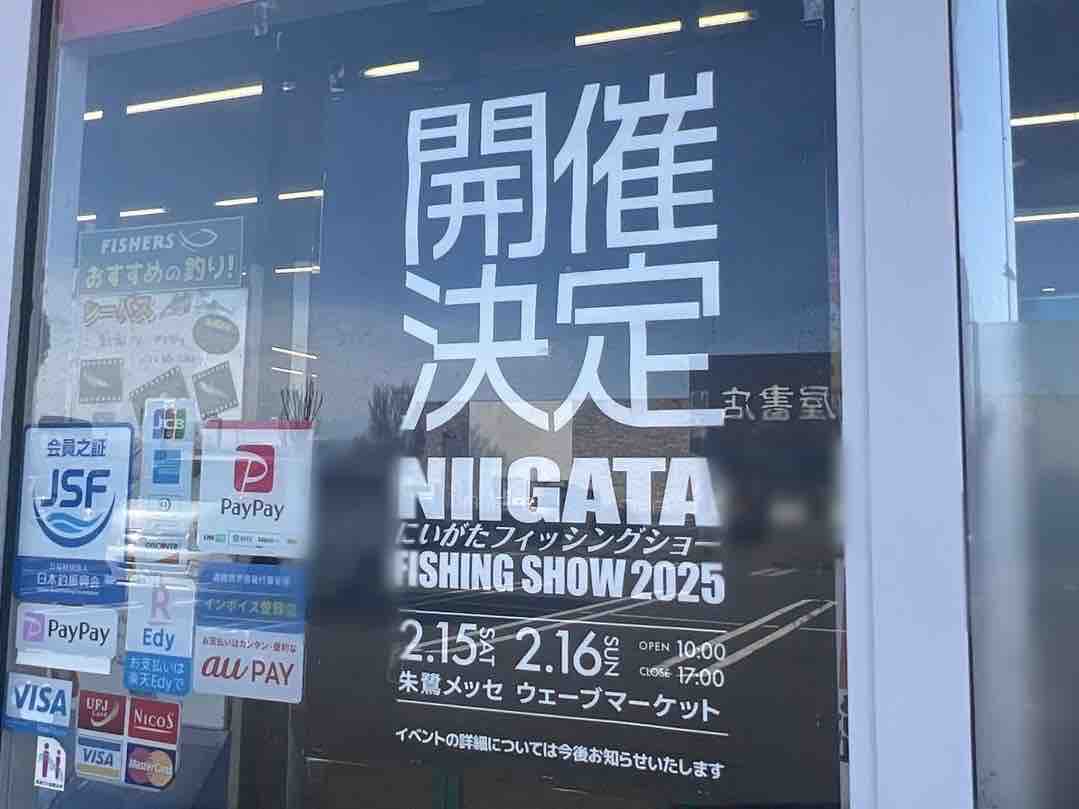 開催
決定
NIIGATA
にいがたフィッシングショー
FISHING SHOW 2025
2.15 SAT 2.16 SUN
OPEN 10:00
CLOSE 17:00
朱鷺メッセ ウェーブマーケット
イベントの詳細については今後お知らせいたします
FISHERS
おすすめの釣り!
シーバス
会員之証
JSF
日本釣振興会
JCB
DISCOVER
PayPay
PayPay
R
Edy
お支払いは
楽天Edyで
インボイス登録店
お支払いはカンタン・便利な
au PAY
VISA
UFJ
Card
NICOS
VISA
MasterCard
古書屋